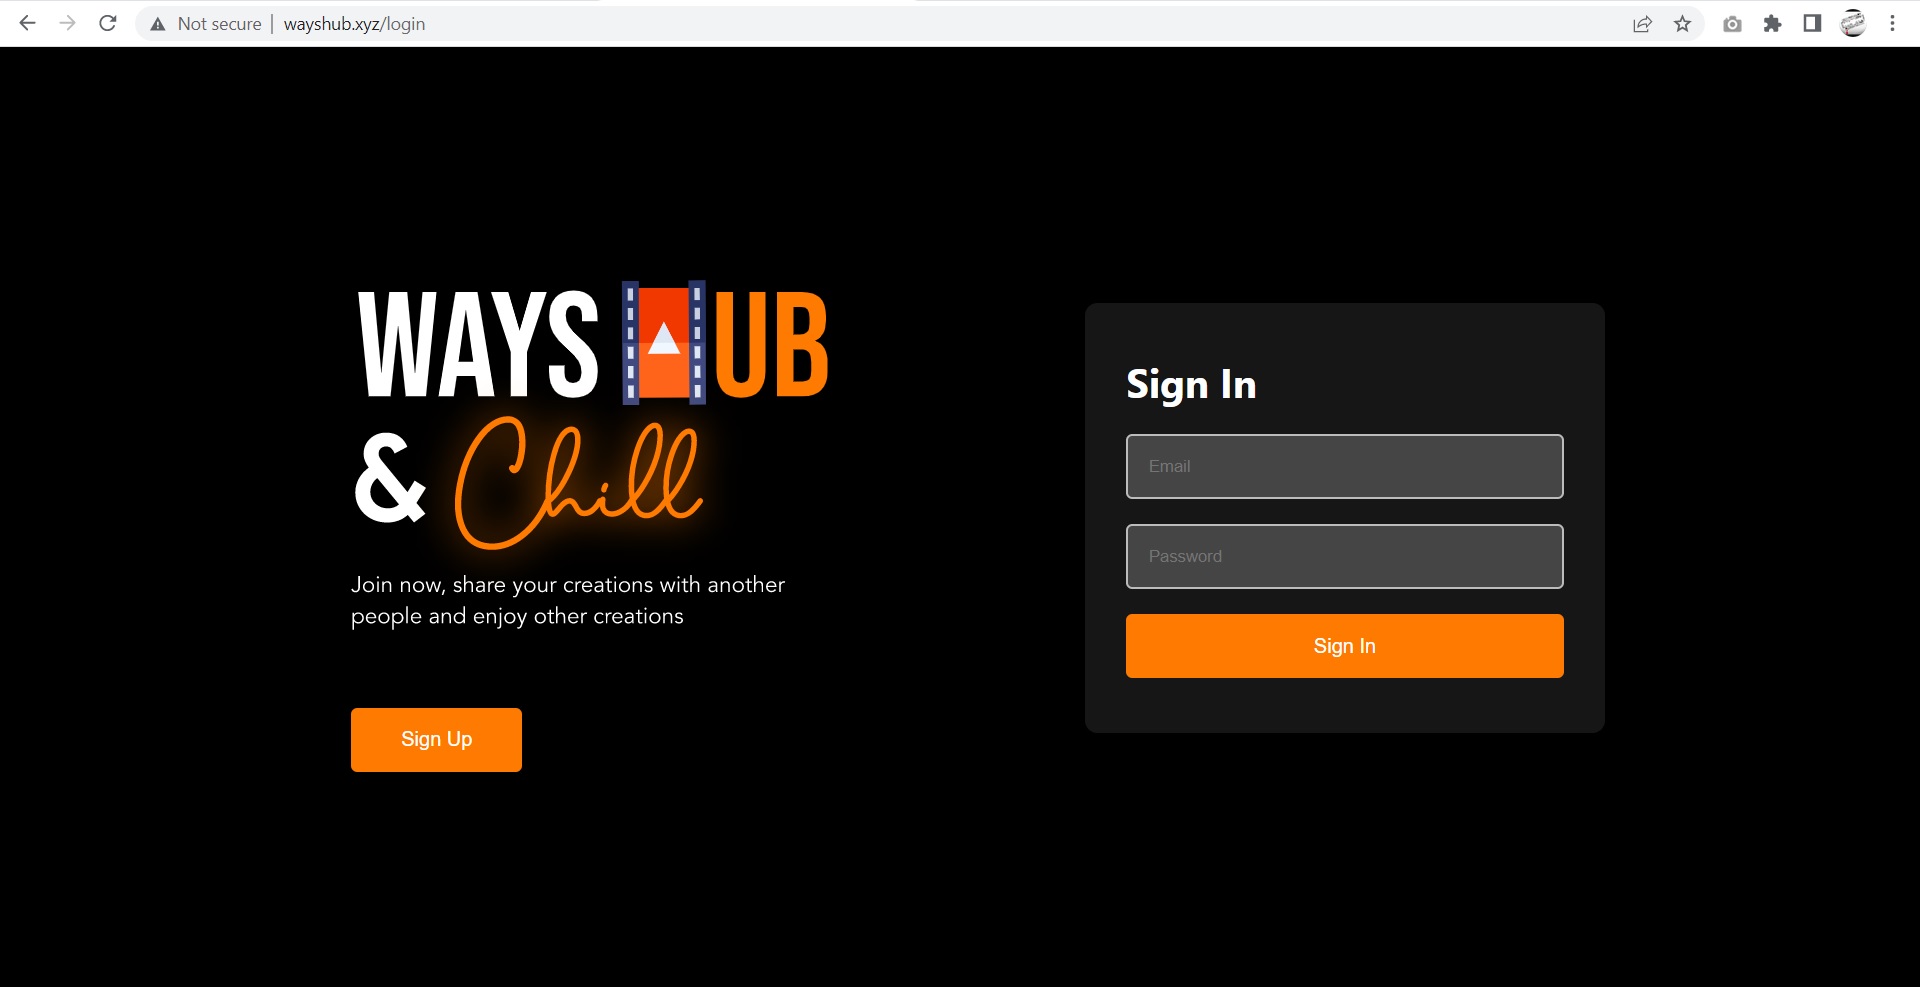 Not secure | wayshub.xyz/login
WAYS HUB
& Chill
Join now, share your creations with another
people and enjoy other creations
Sign Up
Sign In
Email
Password
Sign In